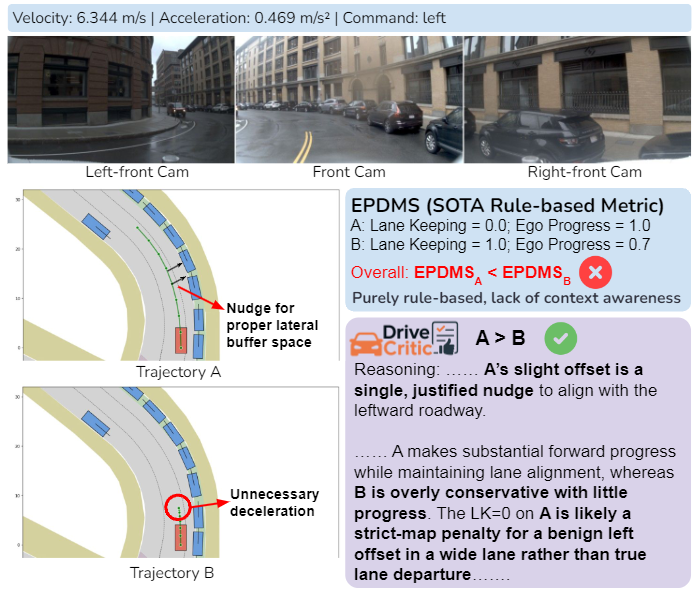 Velocity: 6.344 m/s | Acceleration: 0.469 m/s² | Command: left
Left-front Cam
Front Cam
Right-front Cam
30
20
10
0
Nudge for
proper lateral
buffer space
Trajectory A
30
20
10
0
Unnecessary
deceleration
Trajectory B
EPDMS (SOTA Rule-based Metric)
A: Lane Keeping = 0.0; Ego Progress = 1.0
B: Lane Keeping = 1.0; Ego Progress = 0.7
Overall: EPDMS_A < EPDMS_B
Purely rule-based, lack of context awareness
Drive
Critic
A > B
Reasoning: …… A’s slight offset is a
single, justified nudge to align with the
leftward roadway.
…… A makes substantial forward progress
while maintaining lane alignment, whereas
B is overly conservative with little
progress. The LK=0 on A is likely a
strict-map penalty for a benign left
offset in a wide lane rather than true
lane departure…….